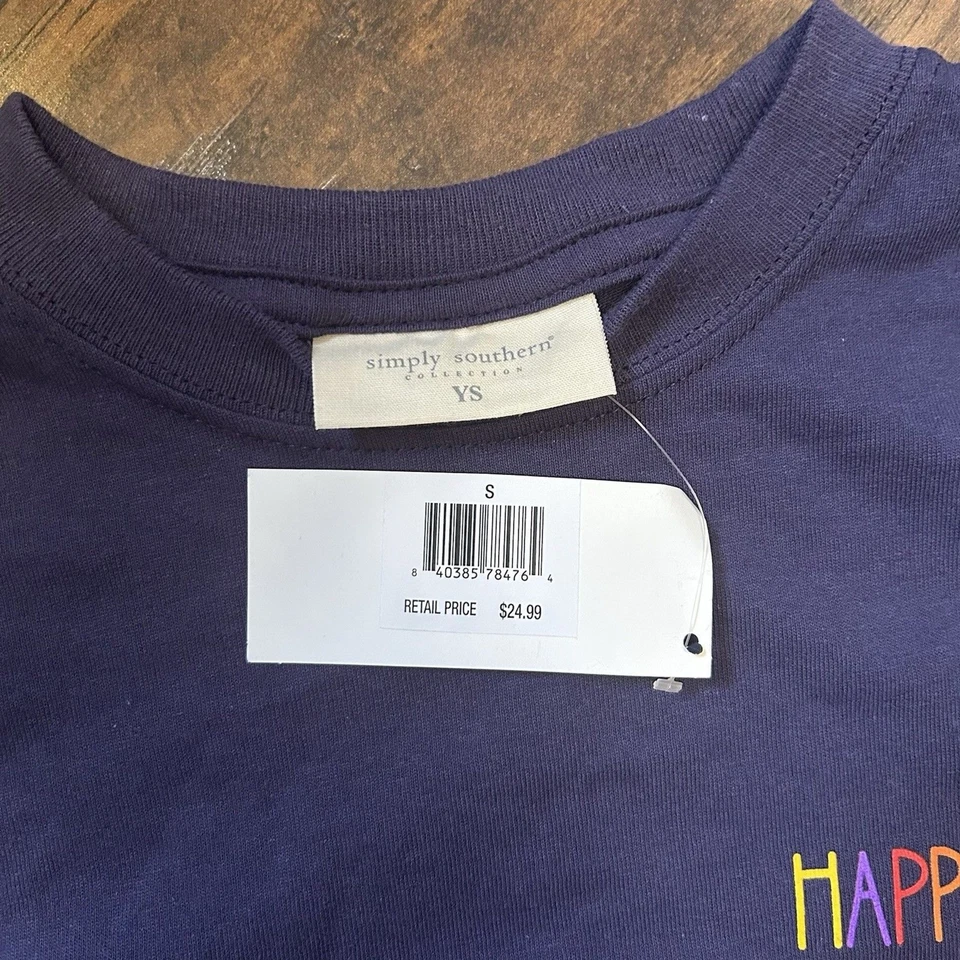 simply southern®
COLLECTION
YS
S
8 40385 78476 4
RETAIL PRICE $24.99
HAPP